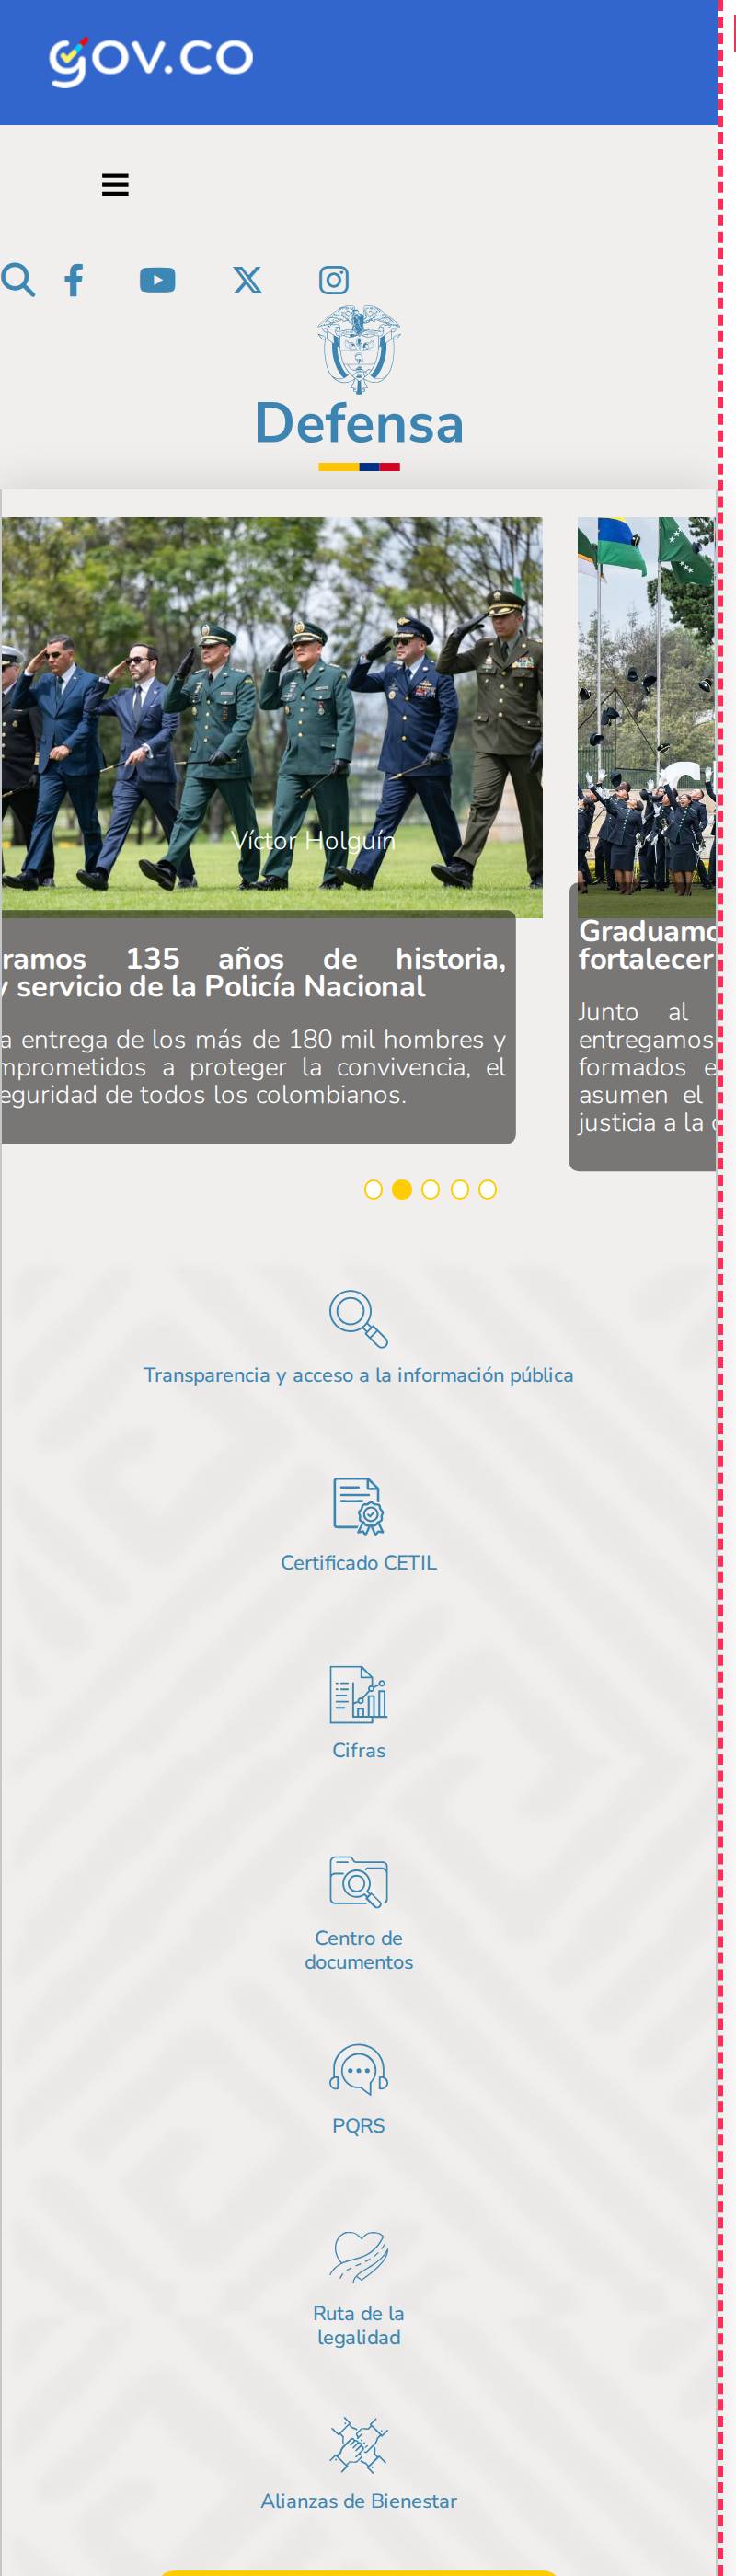 gov.co
Defensa
Víctor Holguín
ramos 135 años de historia,
y servicio de la Policía Nacional
a entrega de los más de 180 mil hombres y
mprometidos a proteger la convivencia, el
eguridad de todos los colombianos.
Graduamo
fortalecer
Junto al
entregamos
formados e
asumen el
justicia a la
Transparencia y acceso a la información pública
Certificado CETIL
Cifras
Centro de
documentos
PQRS
Ruta de la
legalidad
Alianzas de Bienestar